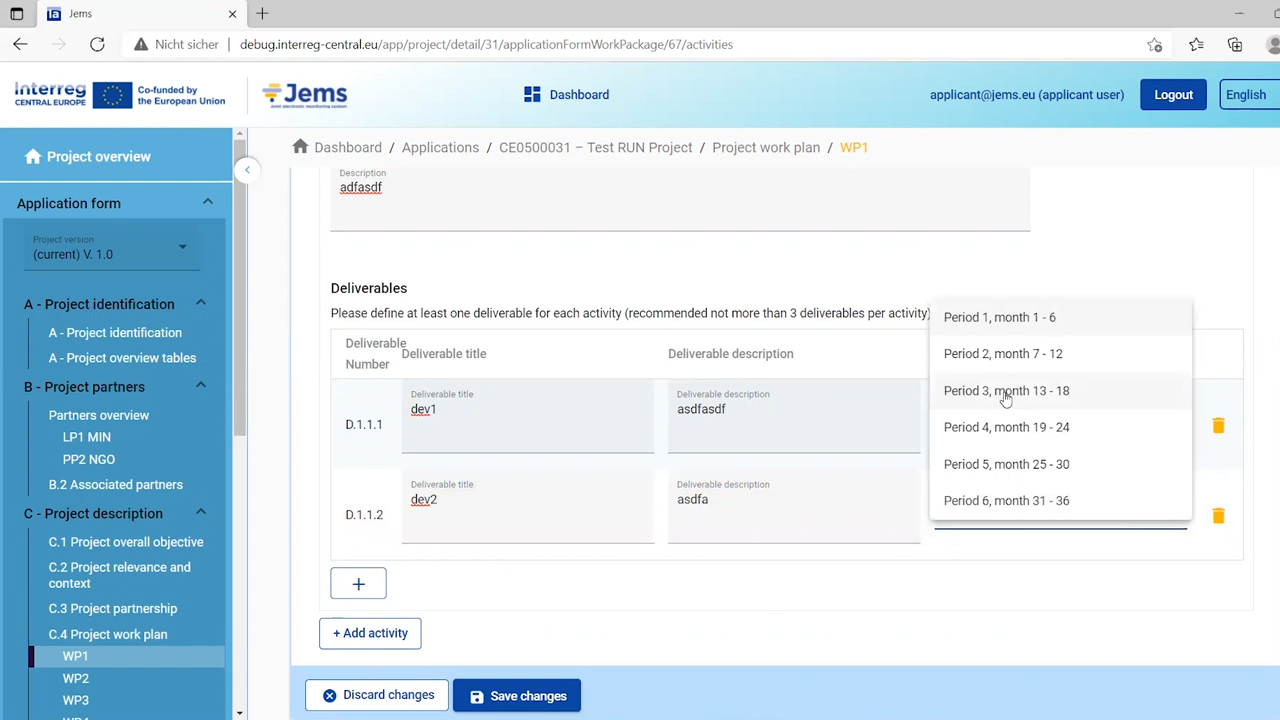 Jems
Nicht sicher
debug.interreg-central.eu/app/project/detail/31/applicationFormWorkPackage/67/activities
Interreg
CENTRAL EUROPE
Co-funded by
the European Union
Jems
Joint electronic monitoring system
Dashboard
applicant@jems.eu (applicant user)
Logout
English
Project overview
Dashboard / Applications / CE0500031 – Test RUN Project / Project work plan / WP1
Application form
Project version
(current) V. 1.0
A - Project identification
A - Project identification
A - Project overview tables
B - Project partners
Partners overview
LP1 MIN
PP2 NGO
B.2 Associated partners
C - Project description
C.1 Project overall objective
C.2 Project relevance and
context
C.3 Project partnership
C.4 Project work plan
WP1
WP2
WP3
Description
adfasdf
Deliverables
Please define at least one deliverable for each activity (recommended not more than 3 deliverables per activity)
Deliverable
Number
Deliverable title
Deliverable description
D.1.1.1
Deliverable title
dev1
Deliverable description
asdfasdf
D.1.1.2
Deliverable title
dev2
Deliverable description
asdfa
Period 1, month 1 - 6
Period 2, month 7 - 12
Period 3, month 13 - 18
Period 4, month 19 - 24
Period 5, month 25 - 30
Period 6, month 31 - 36
+ Add activity
Discard changes
Save changes